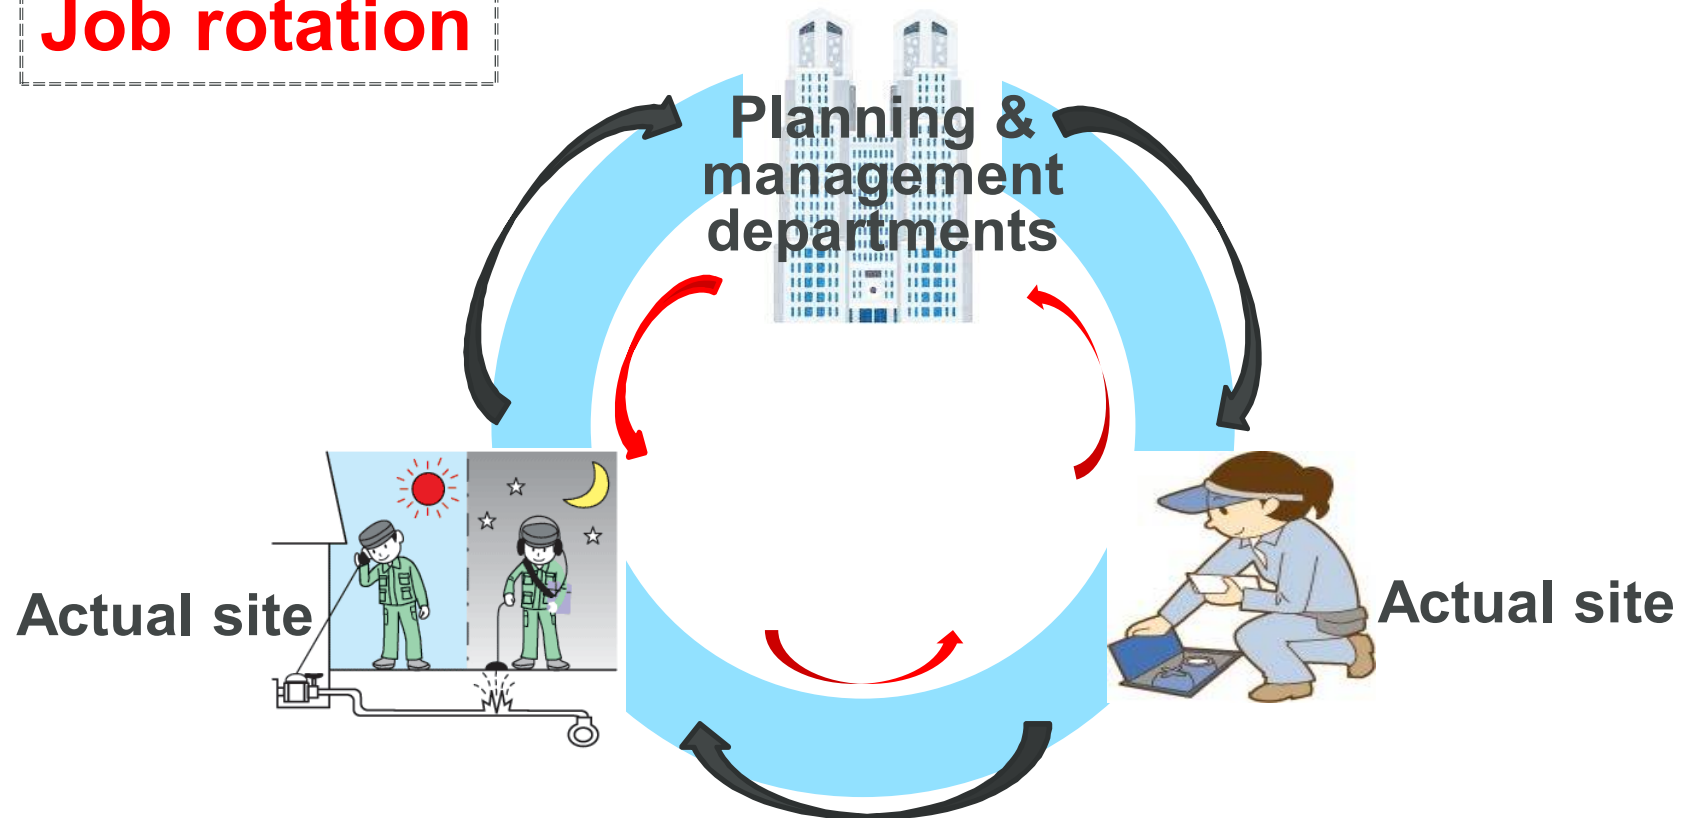 Job rotation
Planning &
management
departments
Actual site
Actual site